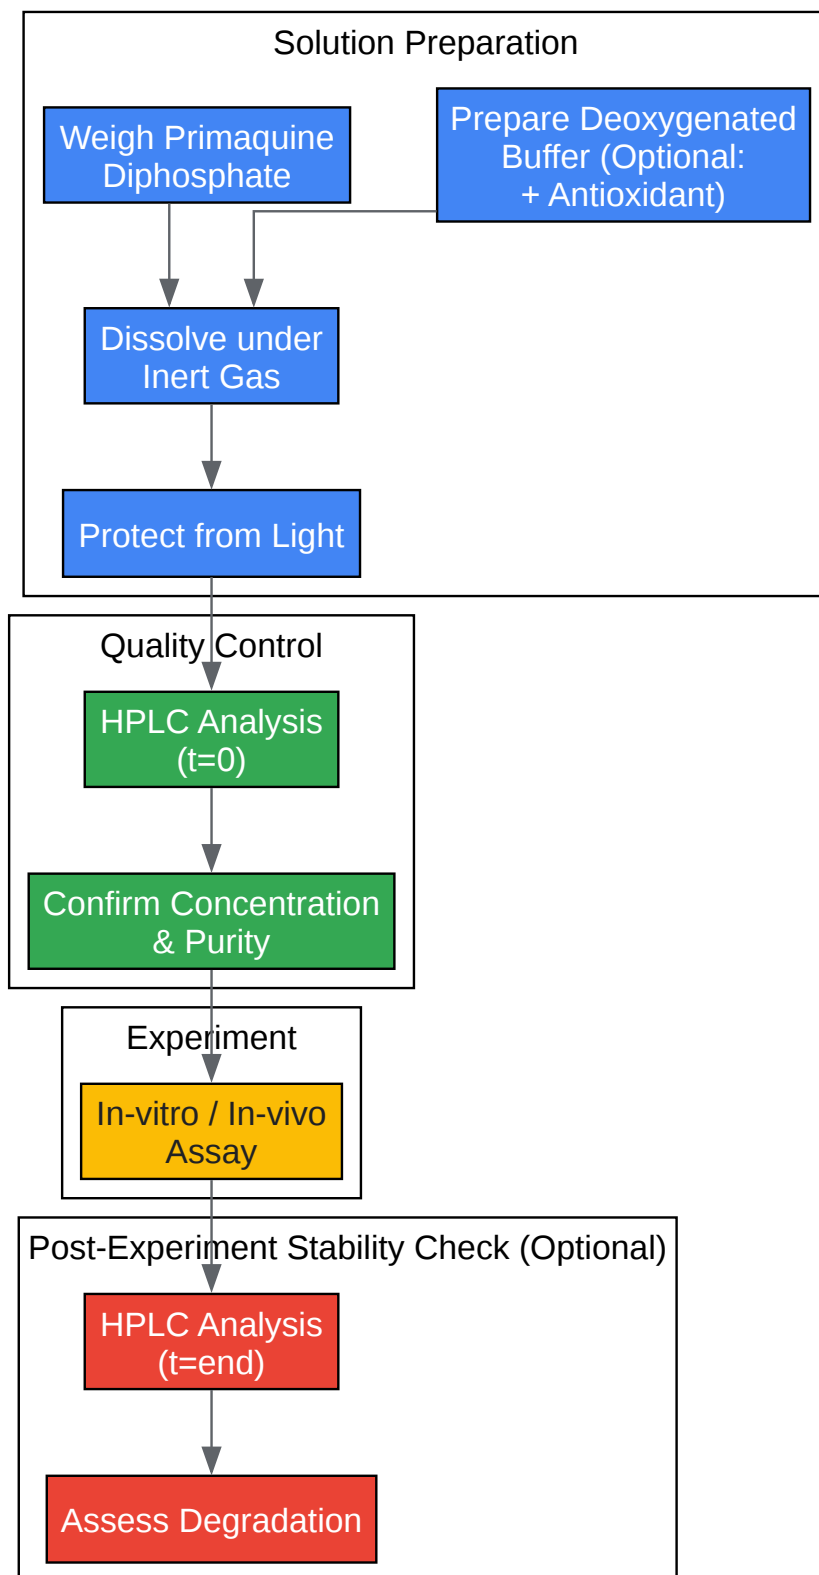 Solution Preparation
Weigh Primaquine
Diphosphate
Prepare Deoxygenated
Buffer (Optional:
+ Antioxidant)
Dissolve under
Inert Gas
Protect from Light
Quality Control
HPLC Analysis
(t=0)
Confirm Concentration
& Purity
Experiment
In-vitro / In-vivo
Assay
Post-Experiment Stability Check (Optional)
HPLC Analysis
(t=end)
Assess Degradation